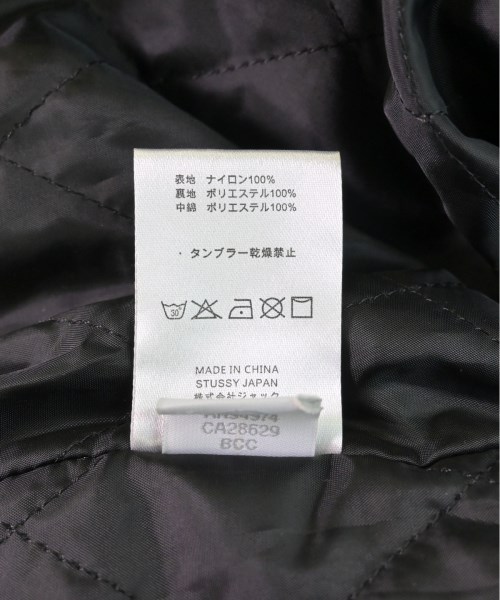 表地 ナイロン100%
裏地 ポリエステル100%
中綿 ポリエステル100%
・タンブラー乾燥禁止
30
MADE IN CHINA
STUSSY JAPAN
株式会社ジャック
CA28629
BCC